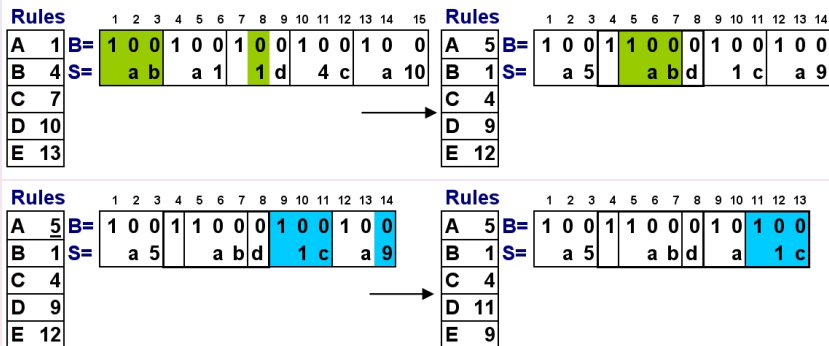 Rules 1 2 3 4 5 6 7 8 9 10 11 12 13 14 15
A 1 B= 1 0 0 1 0 0 1 0 0 1 0 0 1 0 0
B 4 S= a b a 1 1 d 4 c a 10
C 7
D 10
E 13
Rules 1 2 3 4 5 6 7 8 9 10 11 12 13 14
A 5 B= 1 0 0 1 1 0 0 0 1 0 0 1 0 0
B 1 S= a 5 a b d 1 c a 9
C 4
D 9
E 12
Rules 1 2 3 4 5 6 7 8 9 10 11 12 13 14
A 5 B= 1 0 0 1 1 0 0 0 1 0 0 1 0 0
B 1 S= a 5 a b d 1 c a 9
C 4
D 9
E 12
Rules 1 2 3 4 5 6 7 8 9 10 11 12 13
A 5 B= 1 0 0 1 1 0 0 0 1 0 1 0 0
B 1 S= a 5 a b d a 1 c
C 4
D 11
E 9